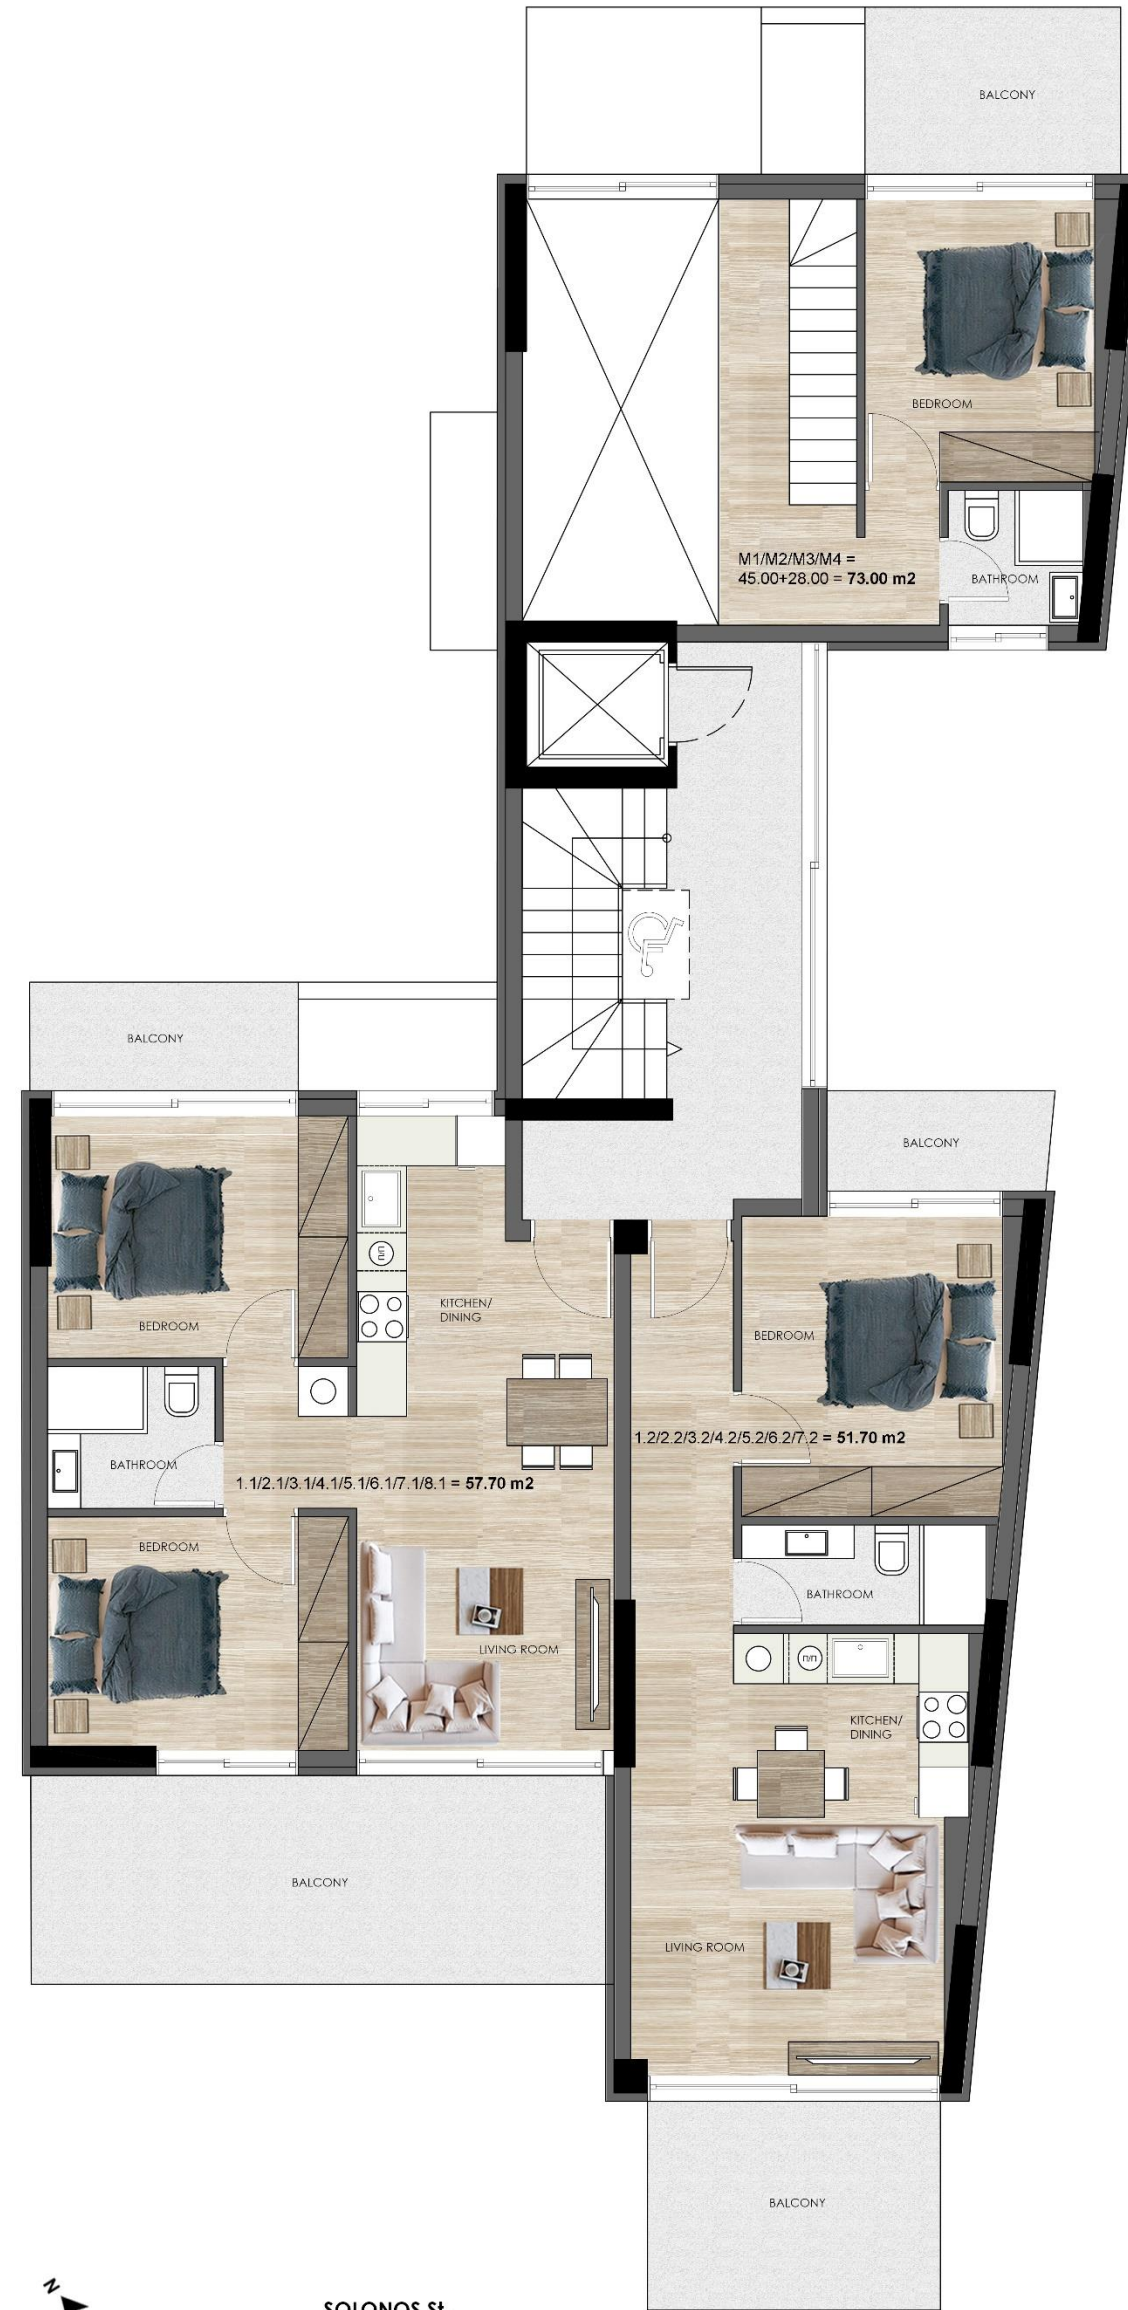 BALCONY
BEDROOM
M1/M2/M3/M4 =
45.00+28.00 = 73.00 m2
BATHROOM
BALCONY
BALCONY
BEDROOM
KITCHEN/
DINING
BEDROOM
1.2/2.2/3.2/4.2/5.2/6.2/7.2 = 51.70 m2
BATHROOM
1.1/2.1/3.1/4.1/5.1/6.1/7.1/8.1 = 57.70 m2
BEDROOM
BATHROOM
LIVING ROOM
Π/Π
Π/Π
KITCHEN/
DINING
BALCONY
LIVING ROOM
BALCONY
N
SOLONOS St.